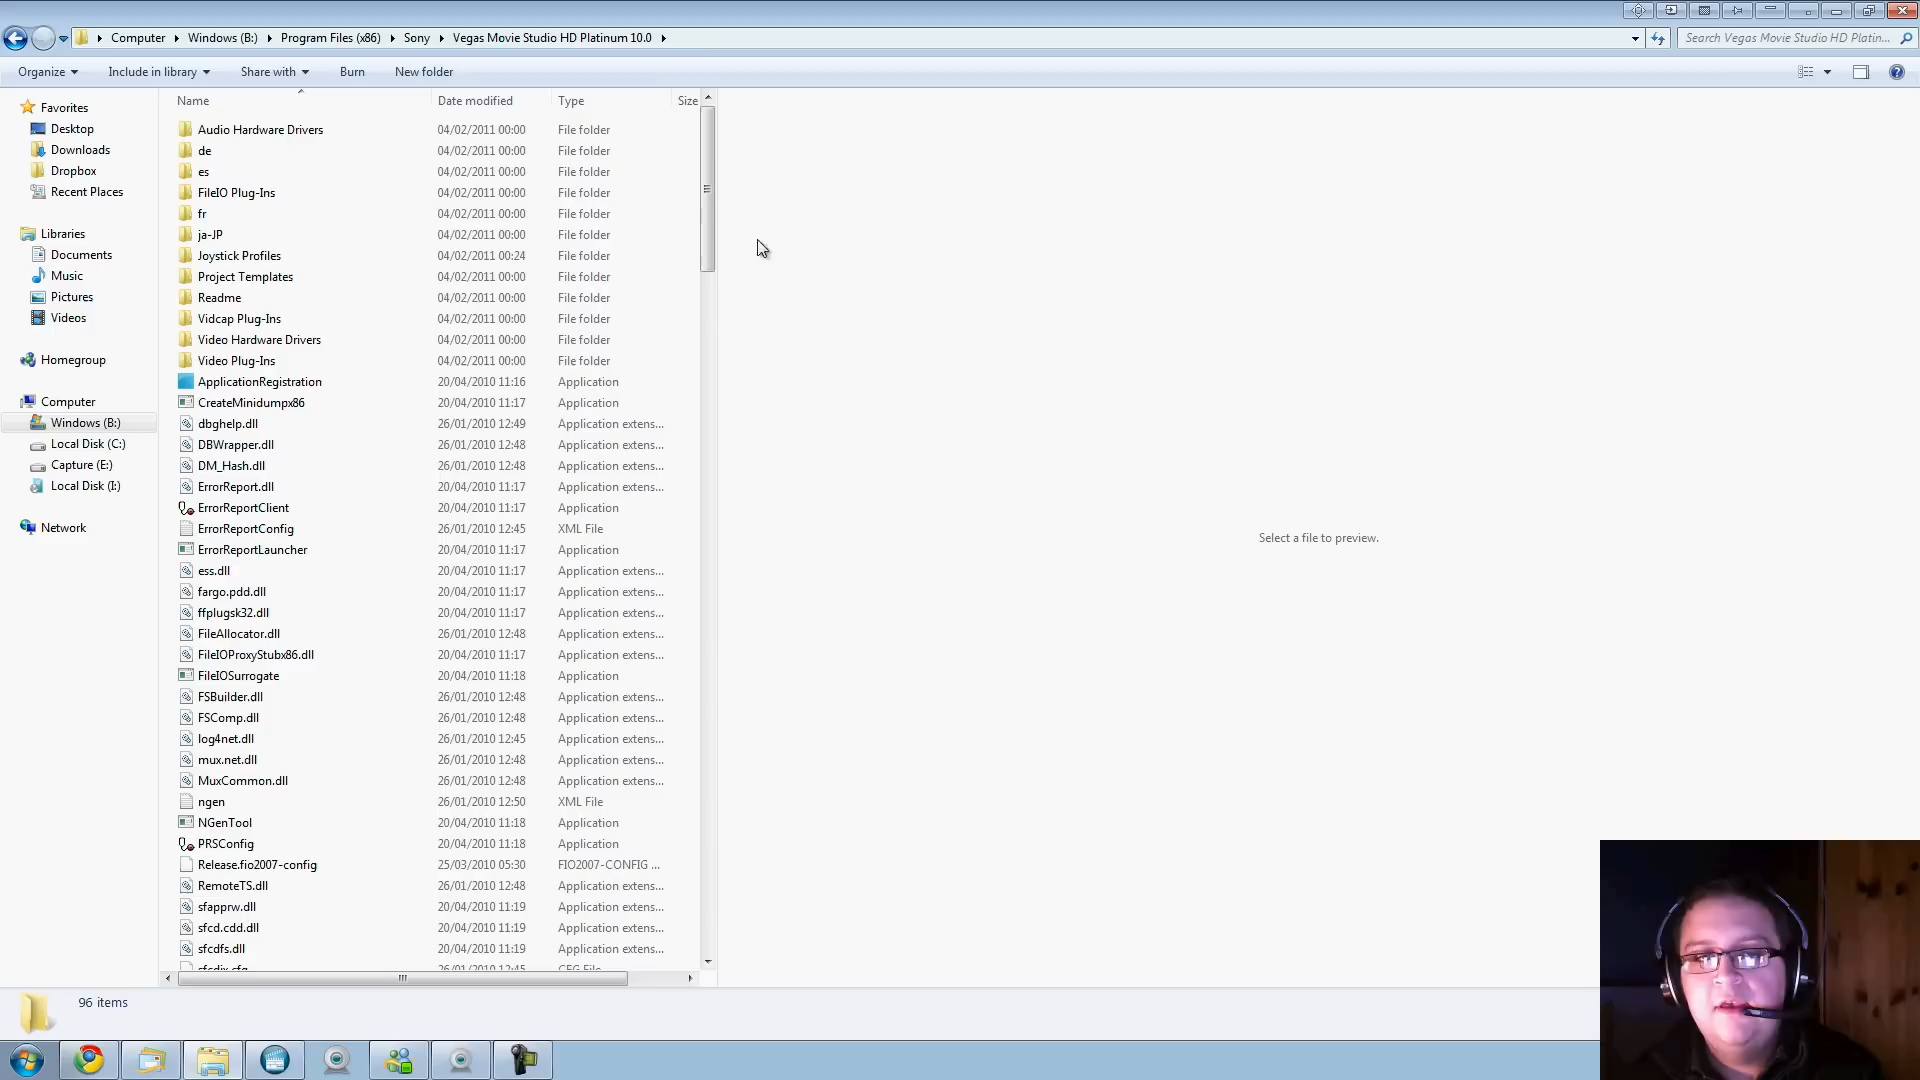 Computer Windows (B:) Program Files (x86) Sony Vegas Movie Studio HD Platinum 10.0 Search Vegas Movie Studio HD Platin...
Organize Include in library Share with Burn New folder
Name Date modified Type Size
Favorites
Desktop
Downloads
Dropbox
Recent Places
Libraries
Documents
Music
Pictures
Videos
Homegroup
Computer
Windows (B:)
Local Disk (C:)
Capture (E:)
Local Disk (I:)
Network
Audio Hardware Drivers 04/02/2011 00:00 File folder
de 04/02/2011 00:00 File folder
es 04/02/2011 00:00 File folder
FileIO Plug-Ins 04/02/2011 00:00 File folder
fr 04/02/2011 00:00 File folder
ja-JP 04/02/2011 00:00 File folder
Joystick Profiles 04/02/2011 00:24 File folder
Project Templates 04/02/2011 00:00 File folder
Readme 04/02/2011 00:00 File folder
Vidcap Plug-Ins 04/02/2011 00:00 File folder
Video Hardware Drivers 04/02/2011 00:00 File folder
Video Plug-Ins 04/02/2011 00:00 File folder
ApplicationRegistration 20/04/2010 11:16 Application
CreateMinidumpx86 20/04/2010 11:17 Application
dbghelp.dll 26/01/2010 12:49 Application extens...
DBWrapper.dll 26/01/2010 12:48 Application extens...
DM_Hash.dll 26/01/2010 12:48 Application extens...
ErrorReport.dll 20/04/2010 11:17 Application extens...
ErrorReportClient 20/04/2010 11:17 Application
ErrorReportConfig 26/01/2010 12:45 XML File
ErrorReportLauncher 20/04/2010 11:17 Application
ess.dll 20/04/2010 11:17 Application extens...
fargo.pdd.dll 20/04/2010 11:17 Application extens...
ffplugsk32.dll 20/04/2010 11:17 Application extens...
FileAllocator.dll 26/01/2010 12:48 Application extens...
FileIOProxyStubx86.dll 20/04/2010 11:17 Application extens...
FileIOSurrogate 20/04/2010 11:18 Application
FSBuilder.dll 26/01/2010 12:48 Application extens...
FSComp.dll 26/01/2010 12:48 Application extens...
log4net.dll 26/01/2010 12:45 Application extens...
mux.net.dll 26/01/2010 12:48 Application extens...
MuxCommon.dll 26/01/2010 12:48 Application extens...
ngen 26/01/2010 12:50 XML File
NGenTool 20/04/2010 11:18 Application
PRSConfig 20/04/2010 11:18 Application
Release.fio2007-config 25/03/2010 05:30 FIO2007-CONFIG ...
RemoteTS.dll 26/01/2010 12:48 Application extens...
sfapprw.dll 20/04/2010 11:19 Application extens...
sfcd.cdd.dll 20/04/2010 11:19 Application extens...
sfcdfs.dll 20/04/2010 11:19 Application extens...
26/01/2010 12:45 CFG File
Select a file to preview.
96 items